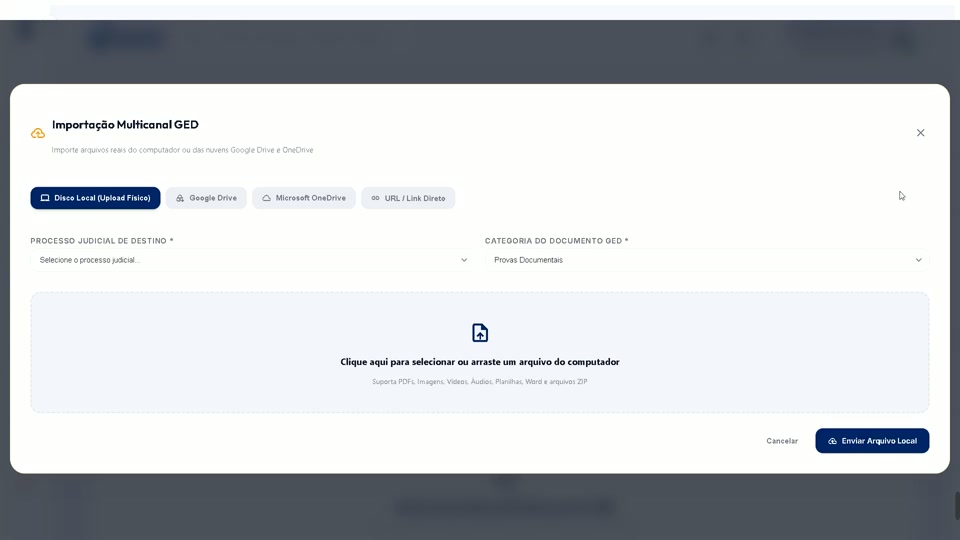 Importação Multicanal GED
Importe arquivos reais do computador ou das nuvens Google Drive e OneDrive
Disco Local (Upload Físico)
Google Drive
Microsoft OneDrive
URL / Link Direto
PROCESSO JUDICIAL DE DESTINO *
CATEGORIA DO DOCUMENTO GED *
Selecione o processo judicial...
Provas Documentais
Clique aqui para selecionar ou arraste um arquivo do computador
Suporta PDFs, Imagens, Vídeos, Áudios, Planilhas, Word e arquivos ZIP
Cancelar
Enviar Arquivo Local